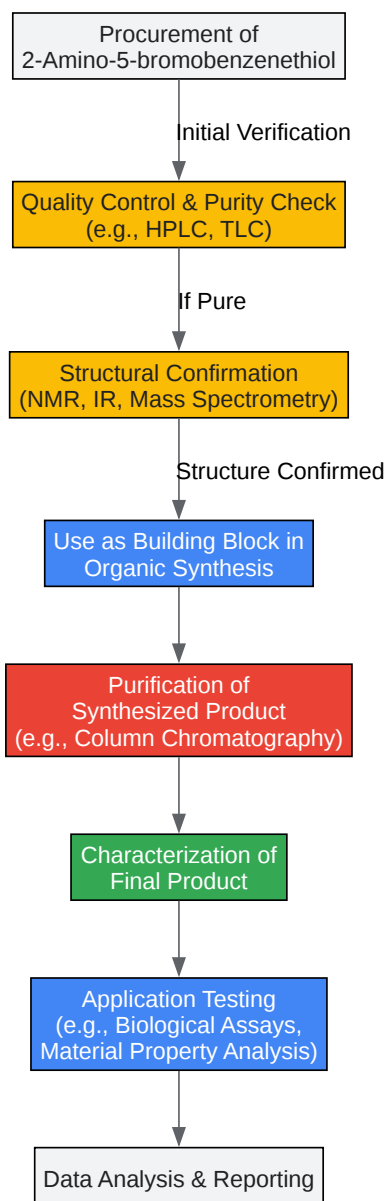 Procurement of
2-Amino-5-bromobenzenethiol
Initial Verification
Quality Control & Purity Check
(e.g., HPLC, TLC)
If Pure
Structural Confirmation
(NMR, IR, Mass Spectrometry)
Structure Confirmed
Use as Building Block in
Organic Synthesis
Purification of
Synthesized Product
(e.g., Column Chromatography)
Characterization of
Final Product
Application Testing
(e.g., Biological Assays,
Material Property Analysis)
Data Analysis & Reporting